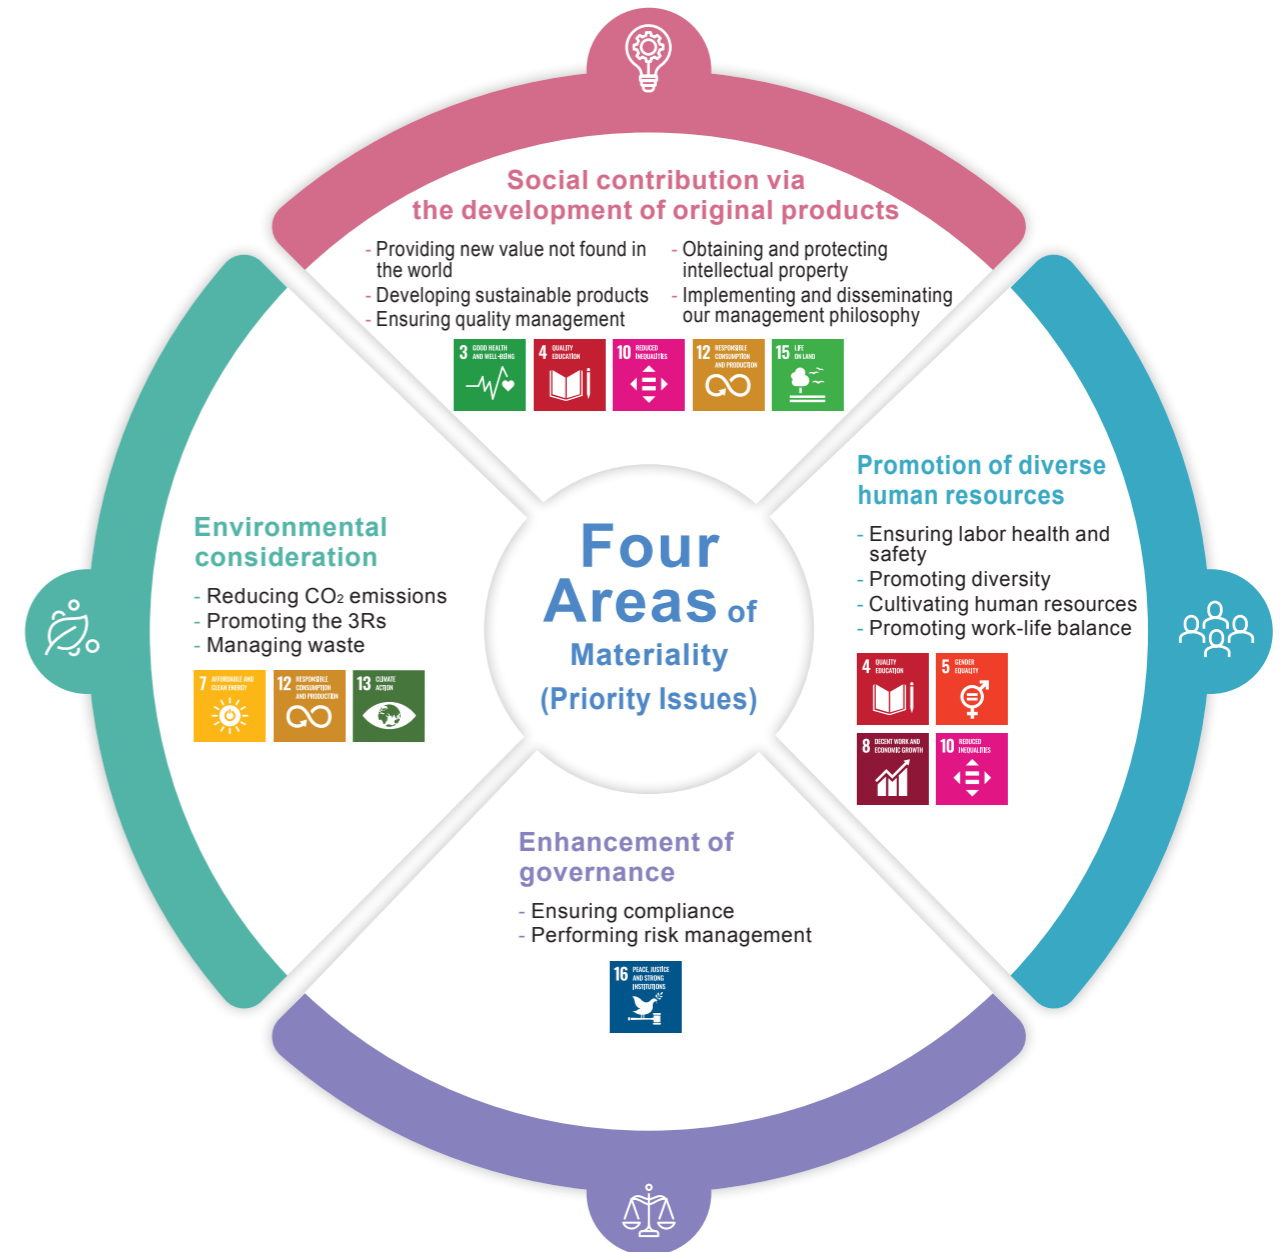 Social contribution via
the development of original products
- Providing new value not found in
the world
- Developing sustainable products
- Ensuring quality management
- Obtaining and protecting
intellectual property
- Implementing and disseminating
our management philosophy
3 GOOD HEALTH
AND WELL-BEING
4 QUALITY
EDUCATION
10 REDUCED
INEQUALITIES
12 RESPONSIBLE
CONSUMPTION
AND PRODUCTION
15 LIFE
ON LAND
Environmental
consideration
- Reducing CO₂ emissions
- Promoting the 3Rs
- Managing waste
7 AFFORDABLE AND
CLEAN ENERGY
12 RESPONSIBLE
CONSUMPTION
AND PRODUCTION
13 CLIMATE
ACTION
Four
Areas of
Materiality
(Priority Issues)
Promotion of diverse
human resources
- Ensuring labor health and
safety
- Promoting diversity
- Cultivating human resources
- Promoting work-life balance
4 QUALITY
EDUCATION
5 GENDER
EQUALITY
8 DECENT WORK AND
ECONOMIC GROWTH
10 REDUCED
INEQUALITIES
Enhancement of
governance
- Ensuring compliance
- Performing risk management
16 PEACE, JUSTICE
AND STRONG
INSTITUTIONS